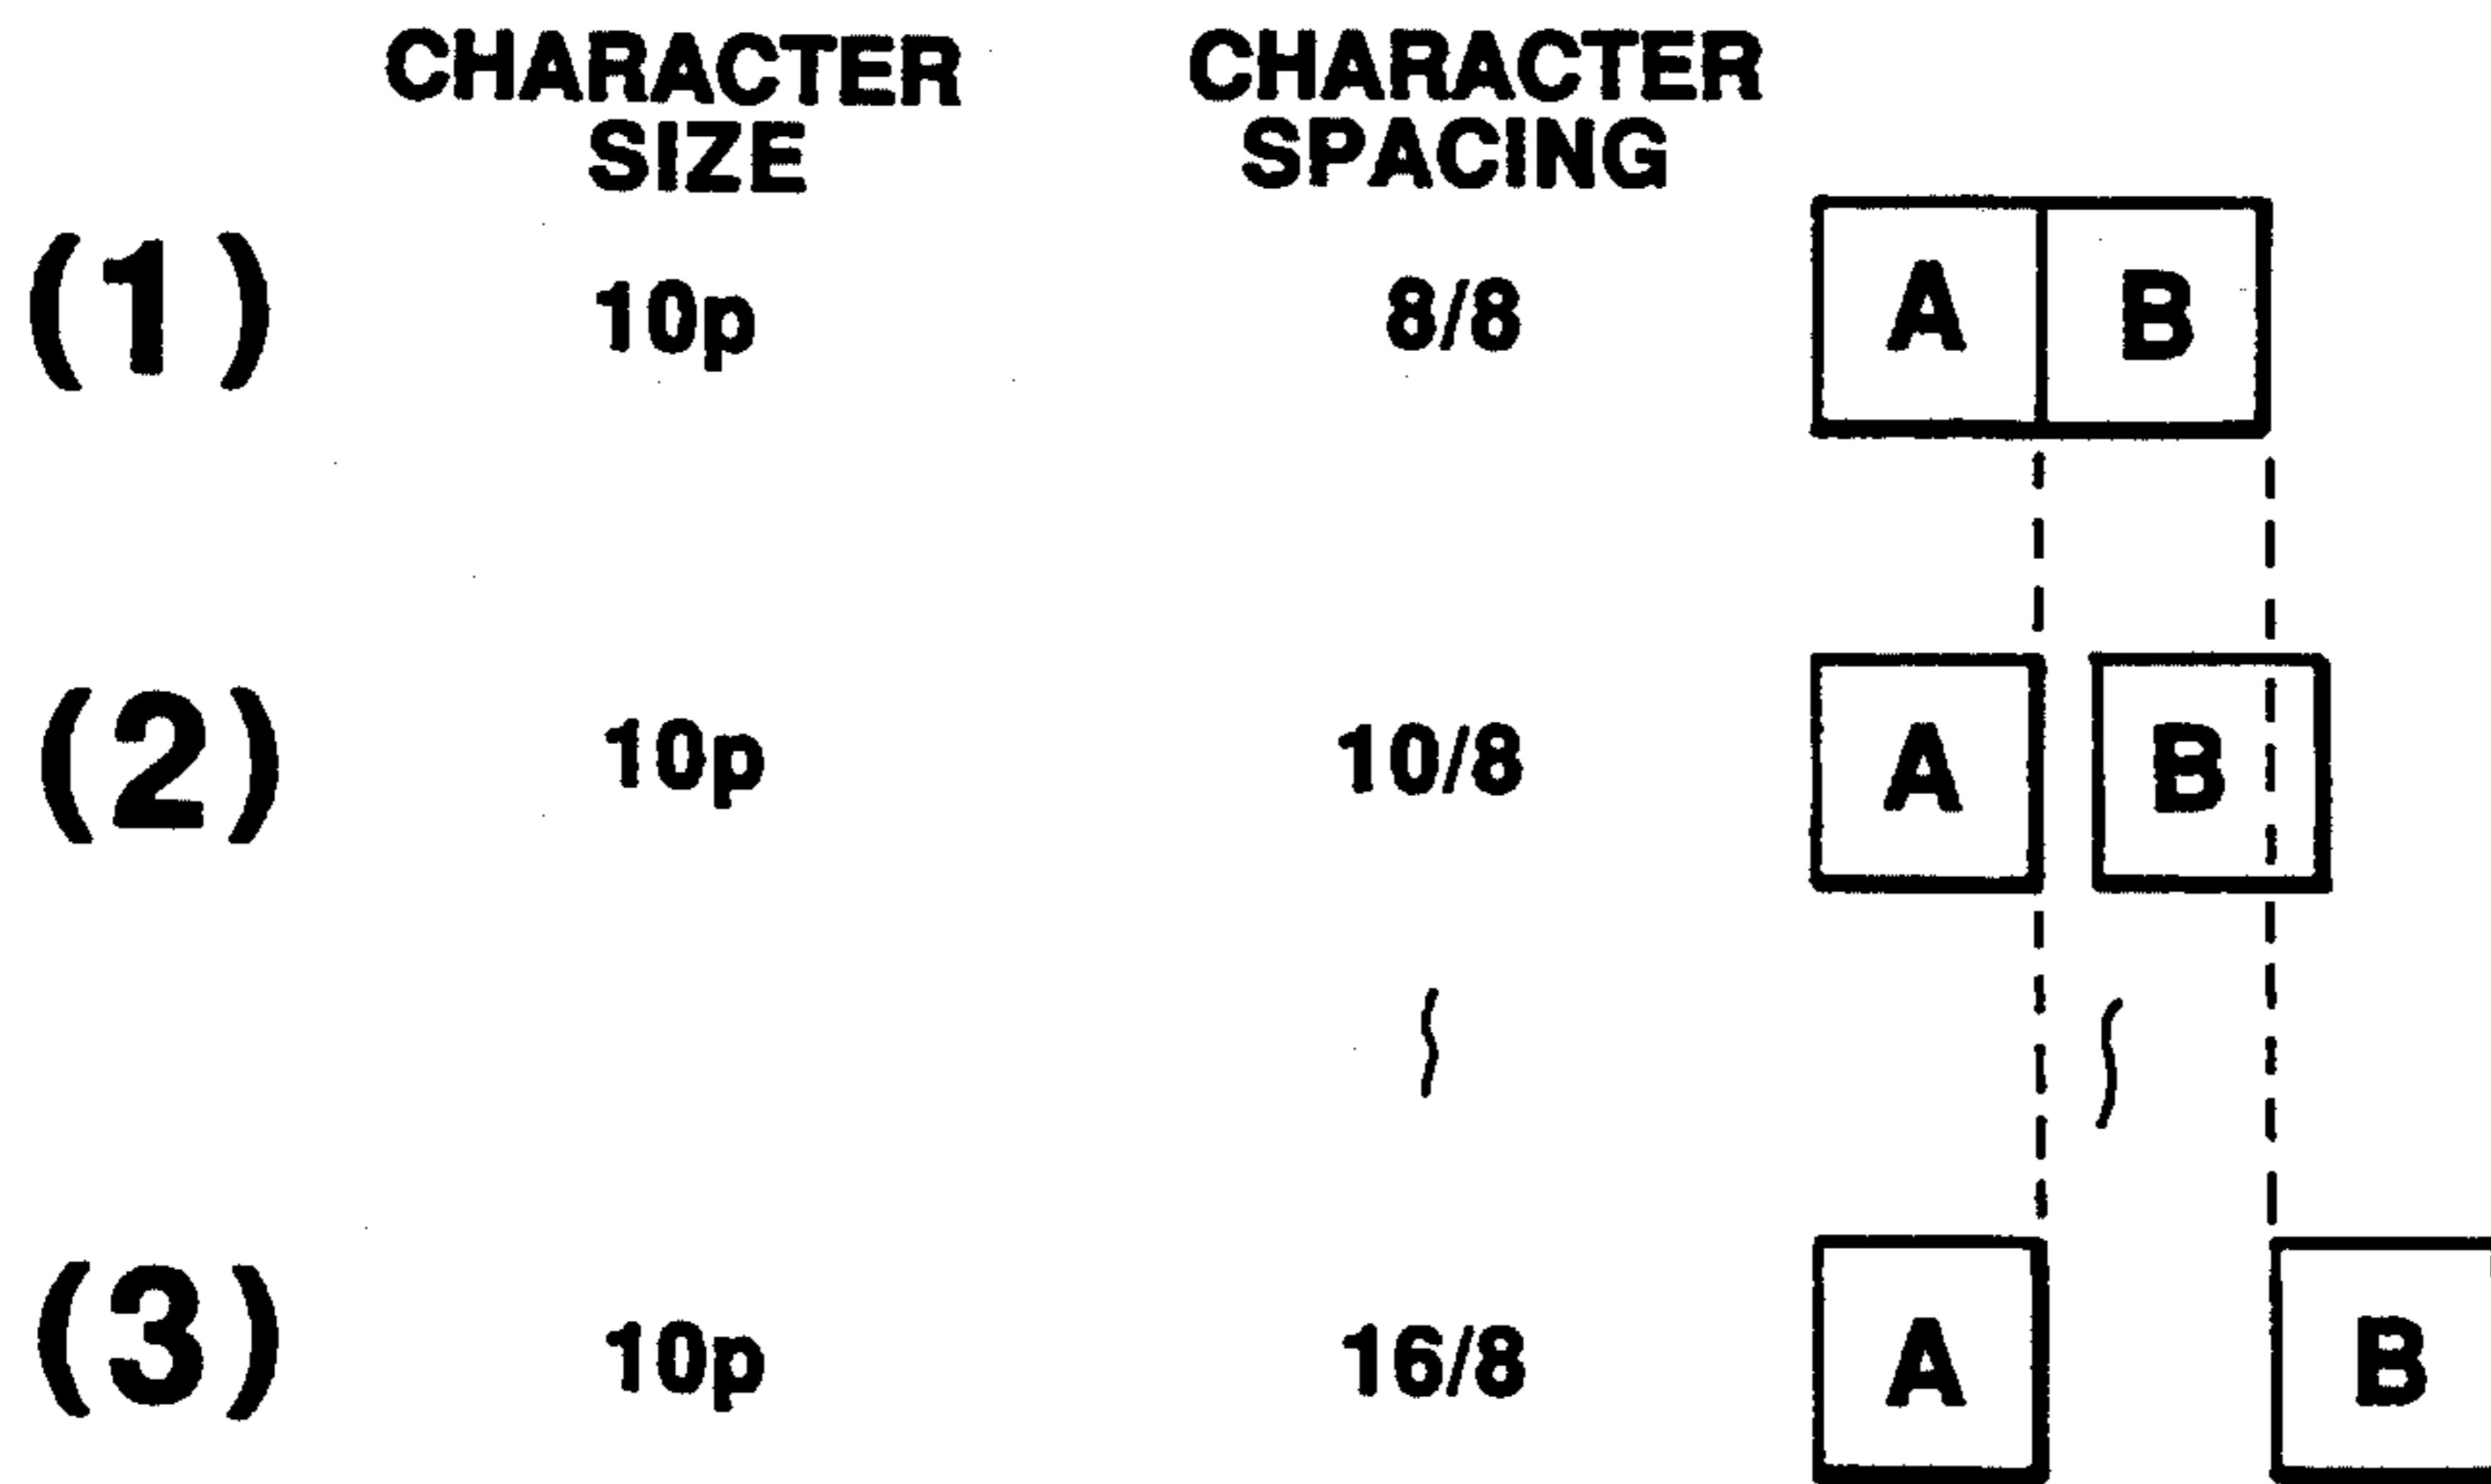 CHARACTER SIZE CHARACTER SPACING
(1) 10p 8/8 A B
(2) 10p 10/8 A B
(3) 10p 16/8 A B